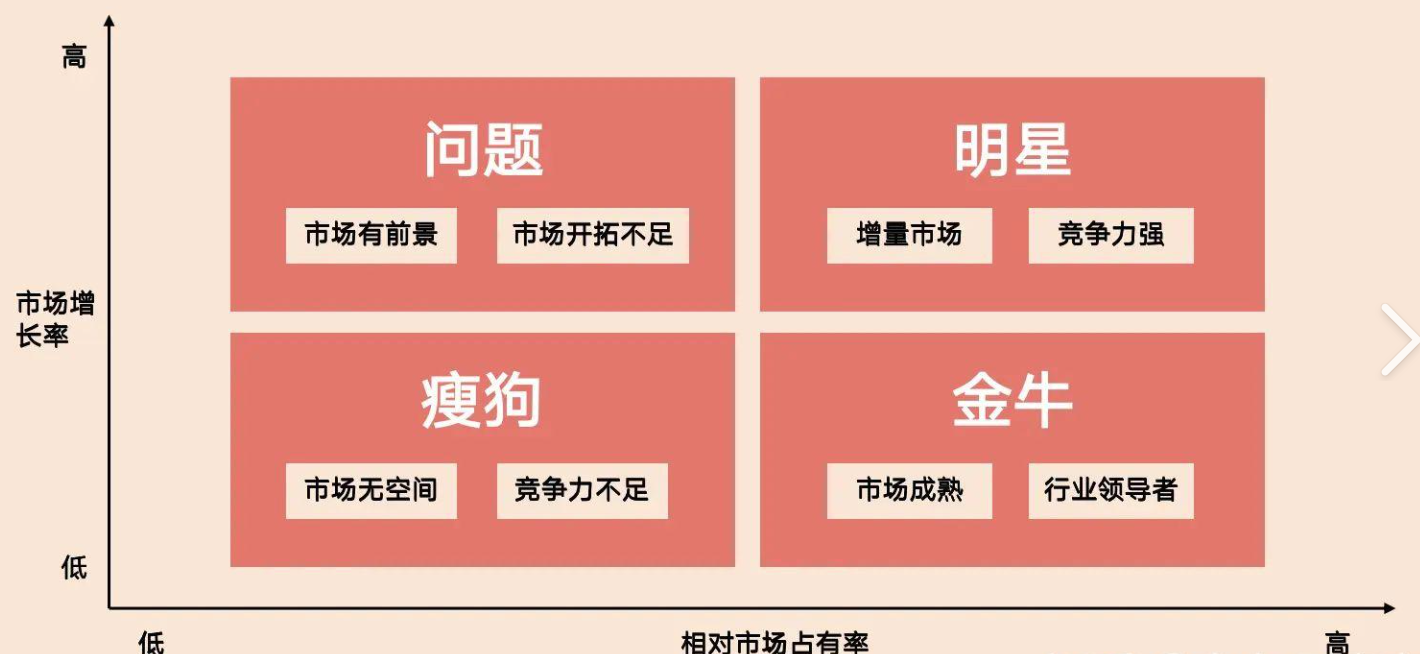 高
问题
明星
市场有前景
市场开拓不足
增量市场
竞争力强
市场增
长率
瘦狗
金牛
市场无空间
竞争力不足
市场成熟
行业领导者
低
低
相对市场占有率
高